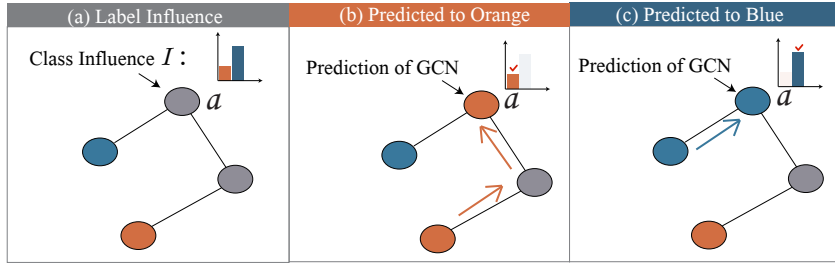 (a) Label Influence
Class Influence I :
a
(b) Predicted to Orange
Prediction of GCN
a
(c) Predicted to Blue
Prediction of GCN
a